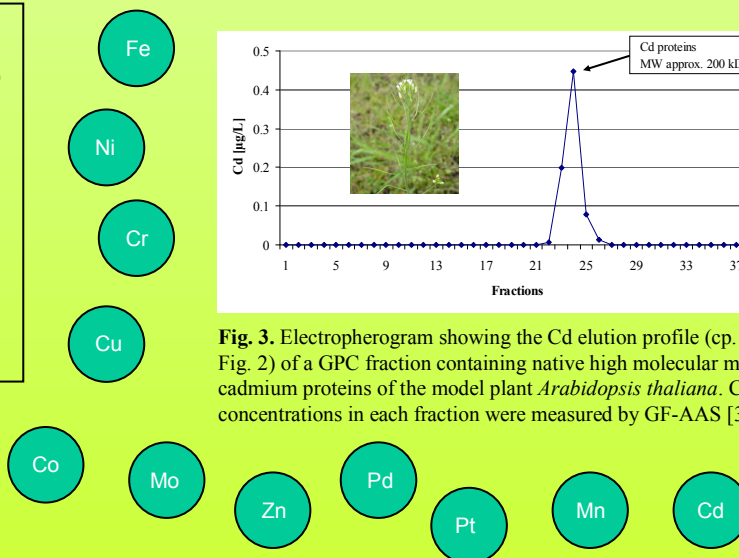 Fe
Ni
Cr
Cu
Cd proteins
MW approx. 200
Cd [µg/L]
0.5
0.4
0.3
0.2
0.1
0
1 5 9 13 17 21 25 29 33 37
Fractions
Fig. 3. Electropherogram showing the Cd elution profile (cp.
Fig. 2) of a GPC fraction containing native high molecular
cadmium proteins of the model plant Arabidopsis thaliana.
concentrations in each fraction were measured by GF-AAS
Co
Mo
Zn
Pd
Pt
Mn
Cd